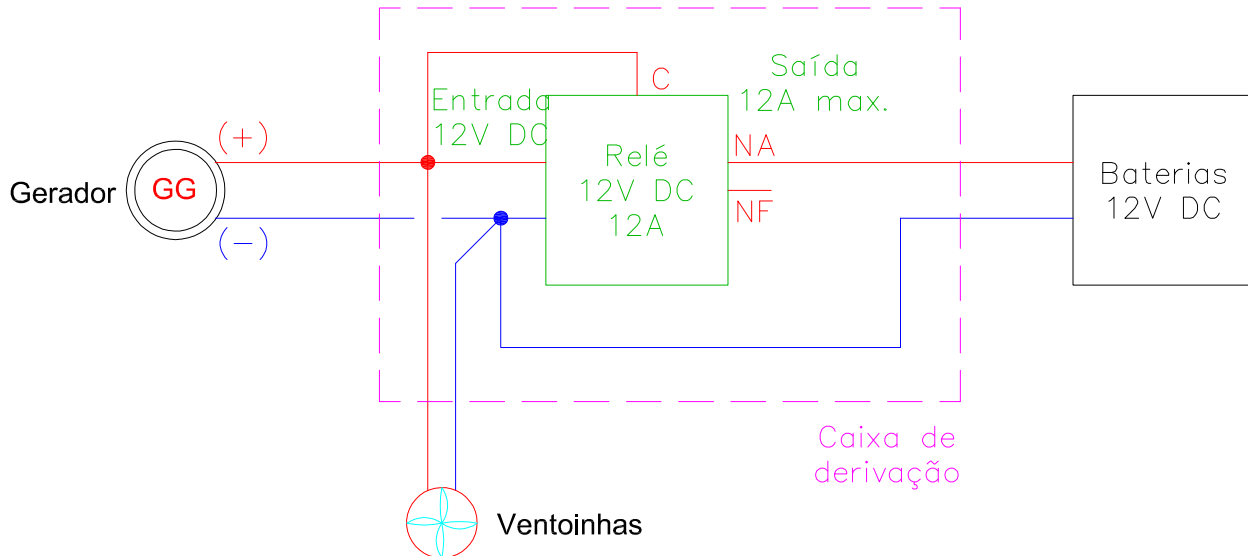 C
Saída
12A max.
Entrada
12V DC
(+)
NA
Relé
12V DC
12A
NF
Baterias
12V DC
Gerador
GG
(-)
Caixa de
derivação
Ventoinhas